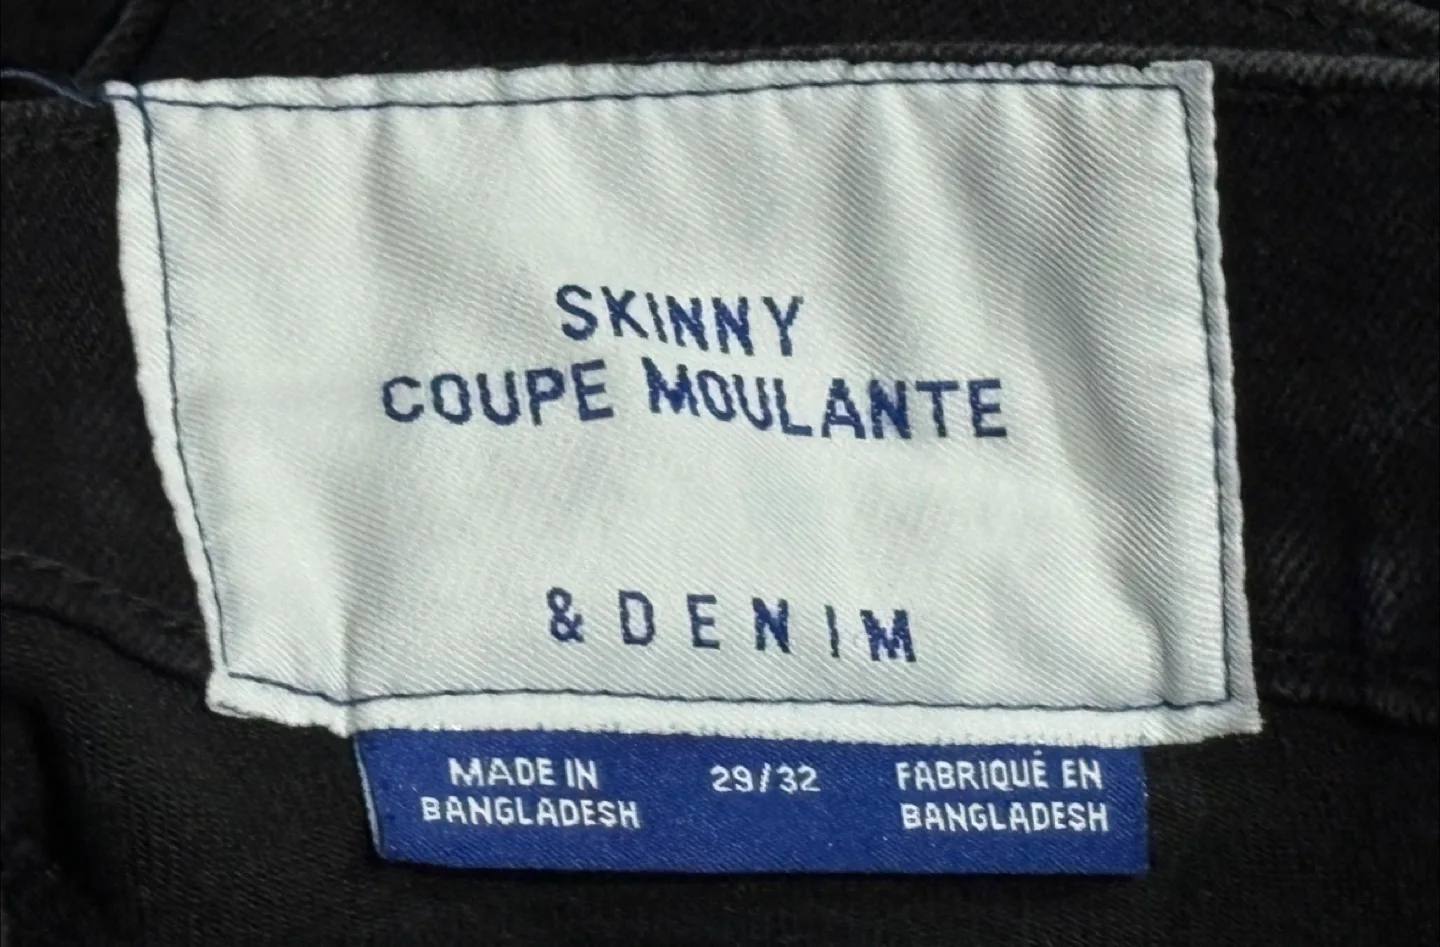 SKINNY
COUPE MOULANTE
& DENIM
MADE IN
BANGLADESH
29/32
FABRIQUÉ EN
BANGLADESH